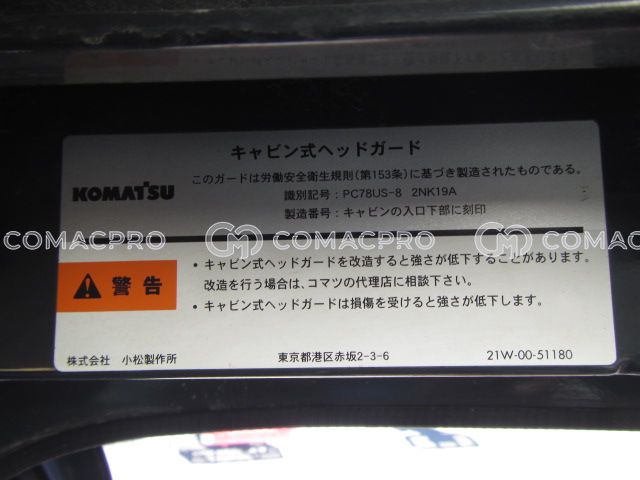 キャビン式ヘッドガード
このガードは労働安全衛生規則(第153条)に基づき製造されたものである。
KOMATSU
識別記号:PC78US-8 2NK19A
製造番号:キャビンの入口下部に刻印
COMACPRO COMACPRO COMACPRO
・キャビン式ヘッドガードを改造すると強さが低下することがあります。
改造を行う場合は、コマツの代理店に相談下さい。
警告
・キャビン式ヘッドガードは損傷を受けると強さが低下します。
株式会社 小松製作所 東京都港区赤坂2-3-6 21W-00-51180